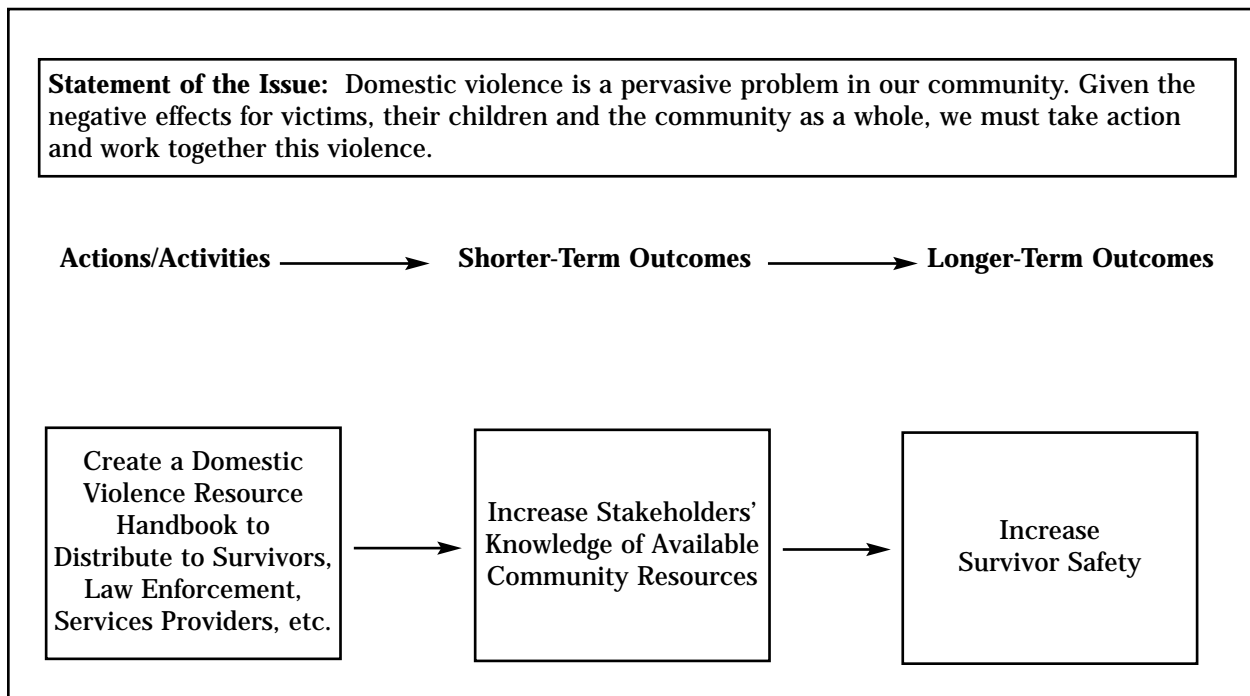 Statement of the Issue: Domestic violence is a pervasive problem in our community. Given the
negative effects for victims, their children and the community as a whole, we must take action
and work together this violence.
Actions/Activities
Shorter-Term Outcomes
Longer-Term Outcomes
Create a Domestic
Violence Resource
Handbook to
Distribute to Survivors,
Law Enforcement,
Services Providers, etc.
Increase Stakeholders’
Knowledge of Available
Community Resources
Increase
Survivor Safety